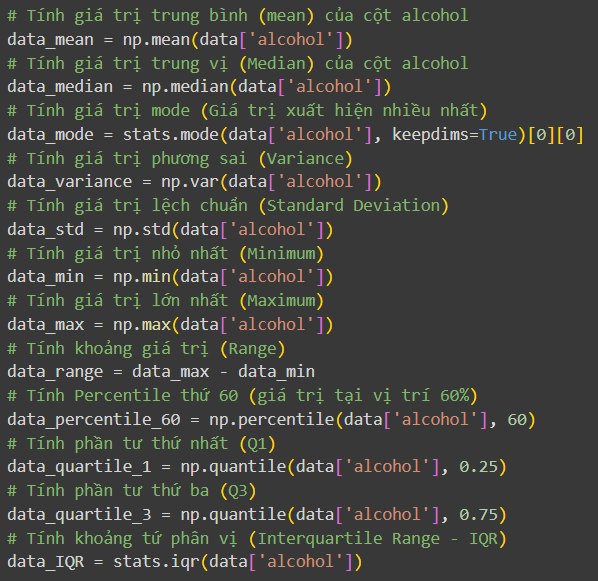 # Tính giá trị trung bình (mean) của cột alcohol
data_mean = np.mean(data['alcohol'])
# Tính giá trị trung vị (Median) của cột alcohol
data_median = np.median(data['alcohol'])
# Tính giá trị mode (Giá trị xuất hiện nhiều nhất)
data_mode = stats.mode(data['alcohol'], keepdims=True)[0][0]
# Tính giá trị phương sai (Variance)
data_variance = np.var(data['alcohol'])
# Tính giá trị lệch chuẩn (Standard Deviation)
data_std = np.std(data['alcohol'])
# Tính giá trị nhỏ nhất (Minimum)
data_min = np.min(data['alcohol'])
# Tính giá trị lớn nhất (Maximum)
data_max = np.max(data['alcohol'])
# Tính khoảng giá trị (Range)
data_range = data_max - data_min
# Tính Percentile thứ 60 (giá trị tại vị trí 60%)
data_percentile_60 = np.percentile(data['alcohol'], 60)
# Tính phần tư thứ nhất (Q1)
data_quartile_1 = np.quantile(data['alcohol'], 0.25)
# Tính phần tư thứ ba (Q3)
data_quartile_3 = np.quantile(data['alcohol'], 0.75)
# Tính khoảng tứ phân vị (Interquartile Range - IQR)
data_IQR = stats.iqr(data['alcohol'])